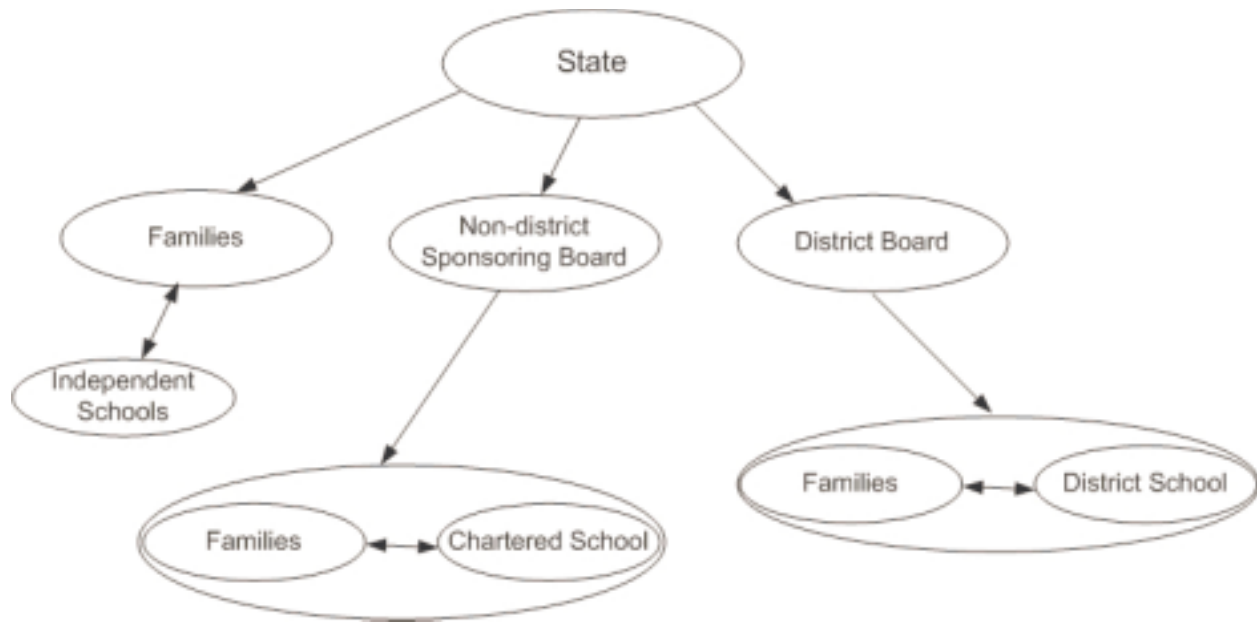 State
Families
Non-district
Sponsoring Board
District Board
Independent
Schools
Families
District School
Families
Chartered School